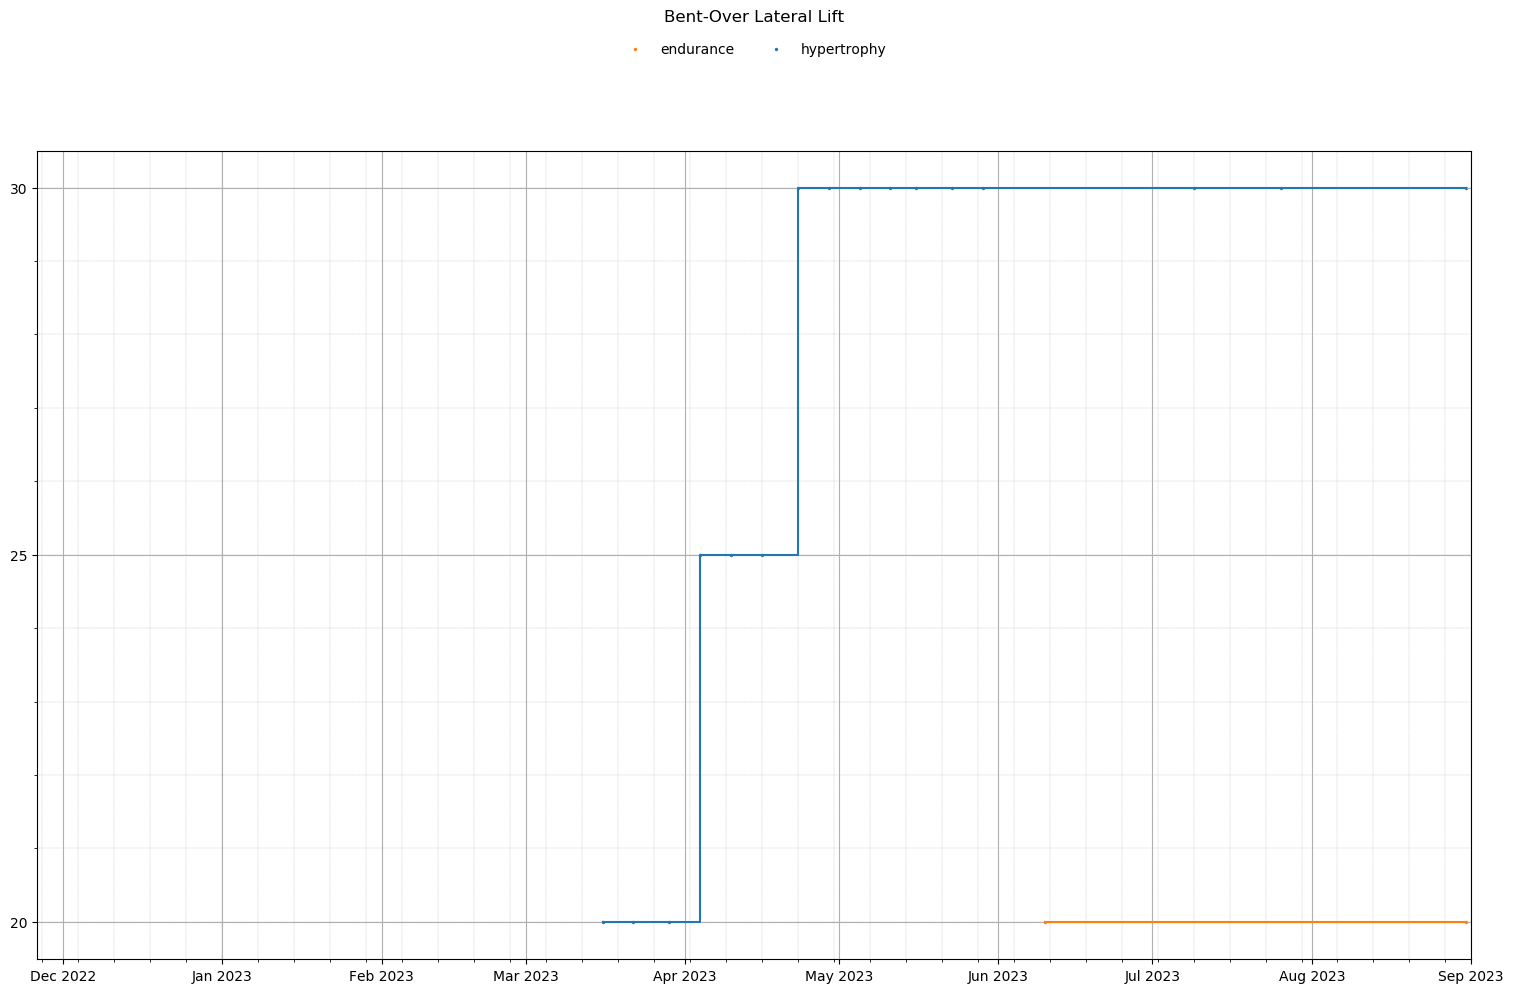 Bent-Over Lateral Lift
endurance hypertrophy
30
25
20
Dec 2022 Jan 2023 Feb 2023 Mar 2023 Apr 2023 May 2023 Jun 2023 Jul 2023 Aug 2023 Sep 2023